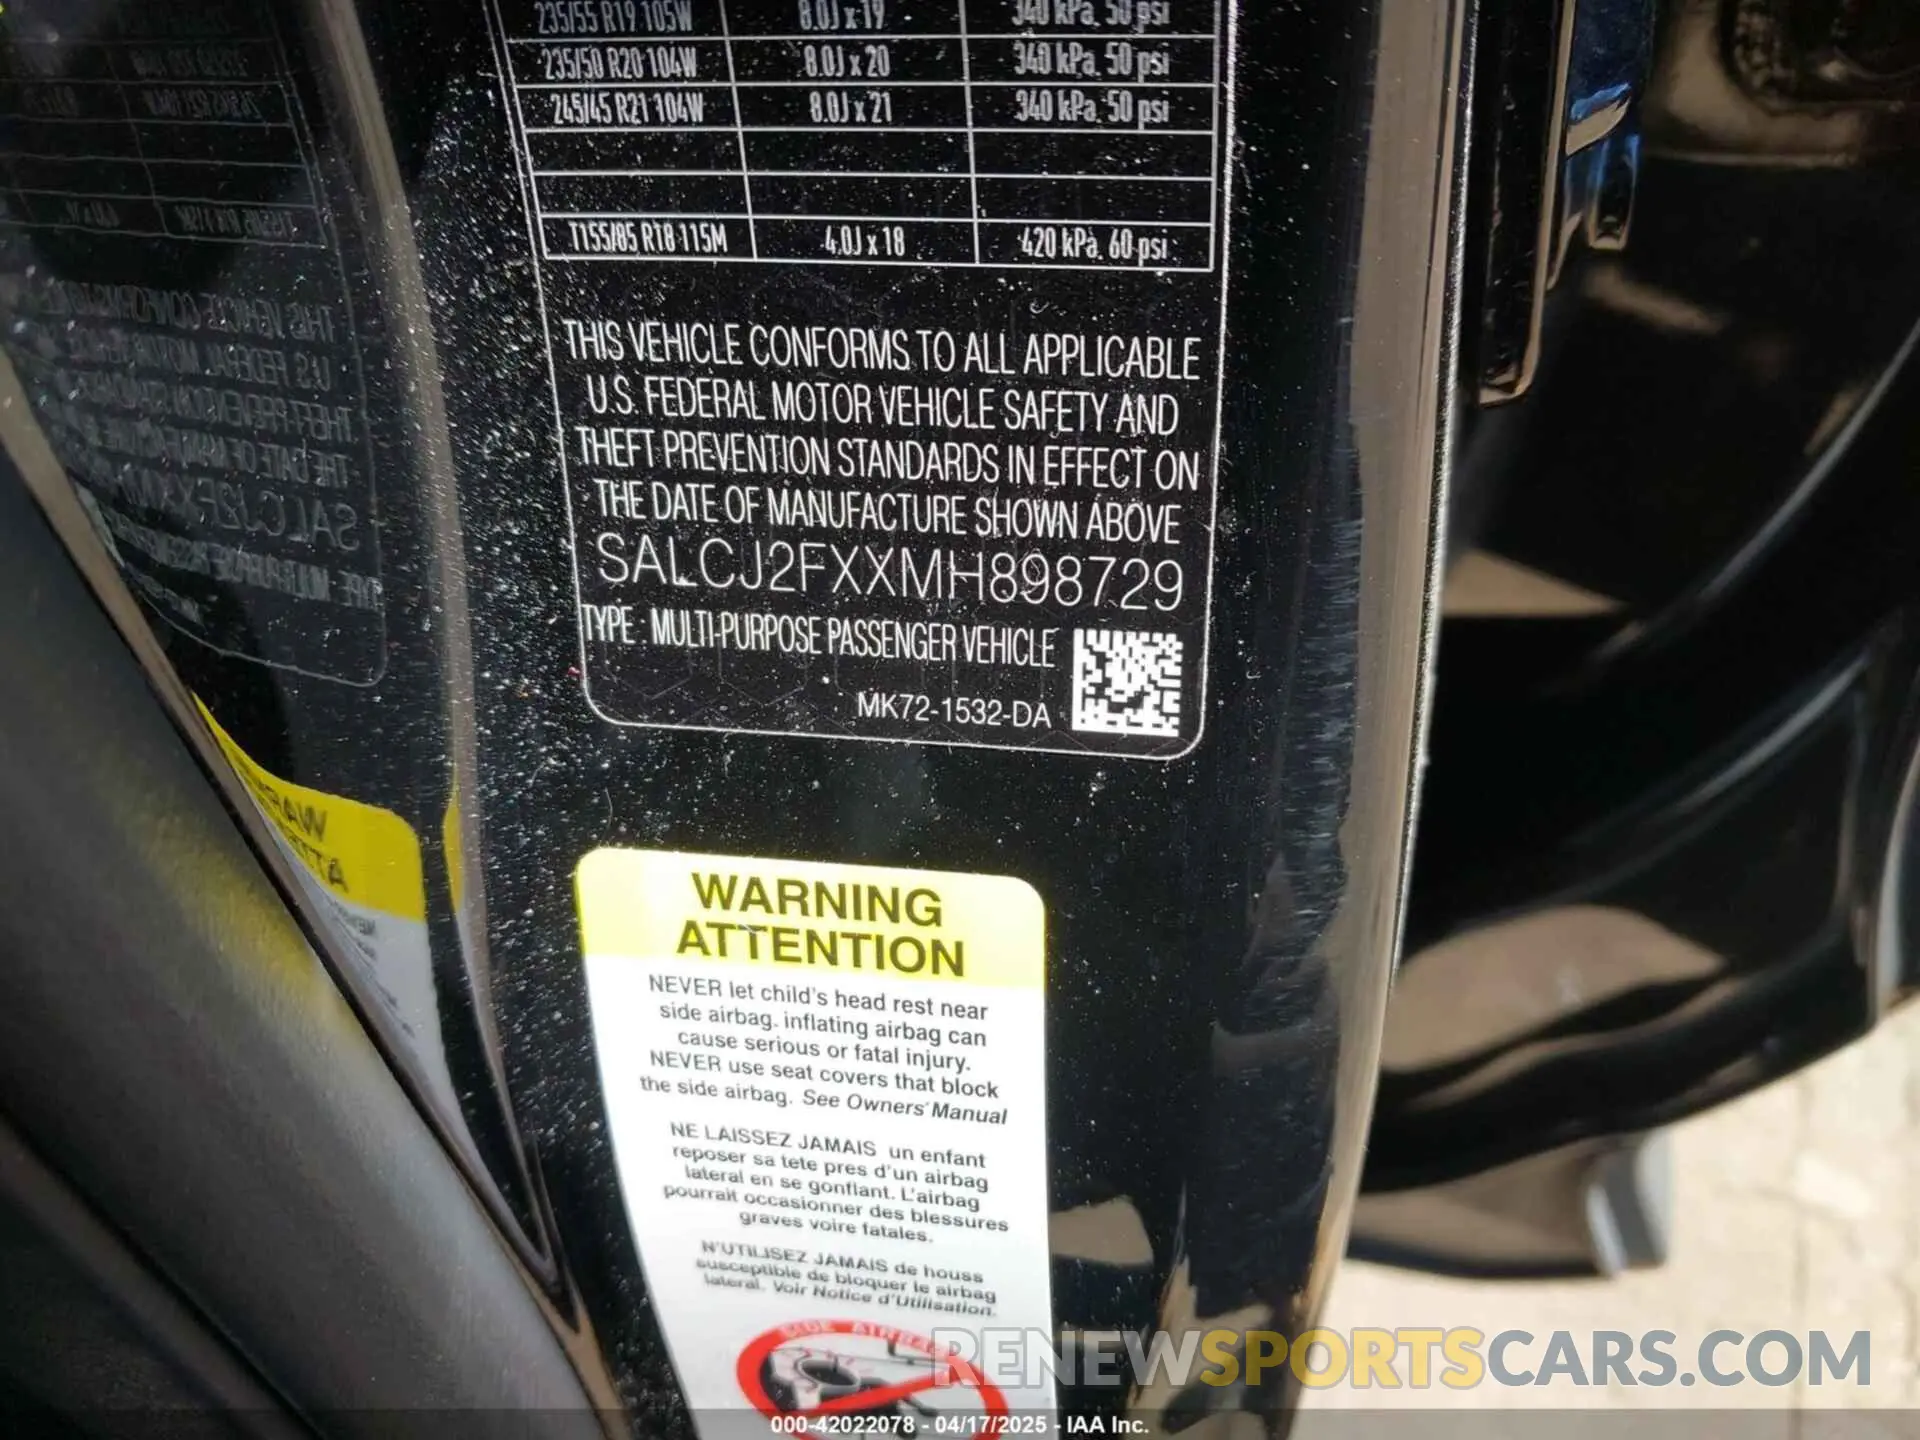 235/55 R19 105W 8.0J x 19 340 kPa. 50 psi
235/50 R20 104W 8.0J x 20 340 kPa. 50 psi
245/45 R21 104W 8.0J x 21 340 kPa. 50 psi
T155/85 R18 115M 4.0J x 18 420 kPa. 60 psi
THIS VEHICLE CONFORMS TO ALL APPLICABLE
U.S. FEDERAL MOTOR VEHICLE SAFETY AND
THEFT PREVENTION STANDARDS IN EFFECT ON
THE DATE OF MANUFACTURE SHOWN ABOVE
SALCJ2FXXMH898729
TYPE : MULTI-PURPOSE PASSENGER VEHICLE
MK72-1532-DA
WARNING
ATTENTION
NEVER let child's head rest near
side airbag. inflating airbag can
cause serious or fatal injury.
NEVER use seat covers that block
the side airbag. See Owners' Manual
NE LAISSEZ JAMAIS un enfant
reposer sa tete pres d'un airbag
lateral en se gonflant. L'airbag
pourrait occasionner des blessures
graves voire fatales.
N'UTILISEZ JAMAIS de houss
susceptible de bloquer le airbag
lateral. Voir Notice d'Utilisation.
SIDE AIRBAG
RENEWSPORTSCARS.COM
000-42022078 - 04/17/2025 - IAA Inc.